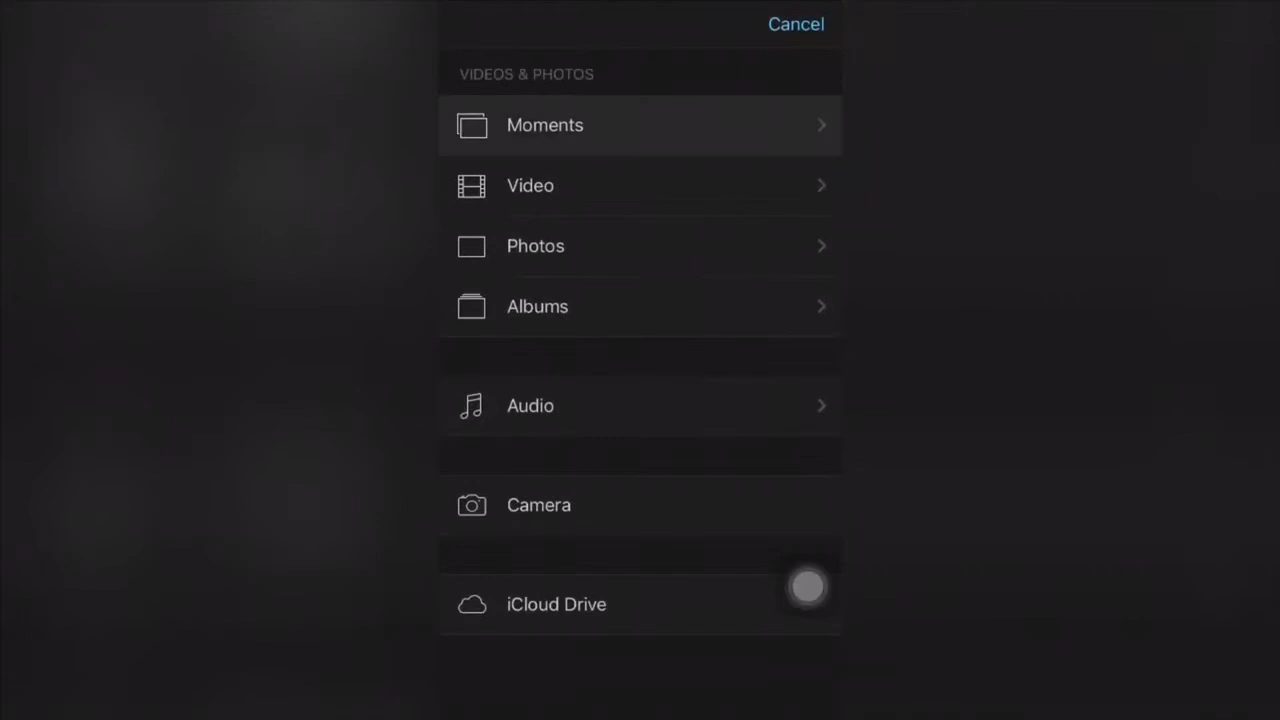 Cancel
VIDEOS & PHOTOS
Moments
Video
Photos
Albums
Audio
Camera
iCloud Drive